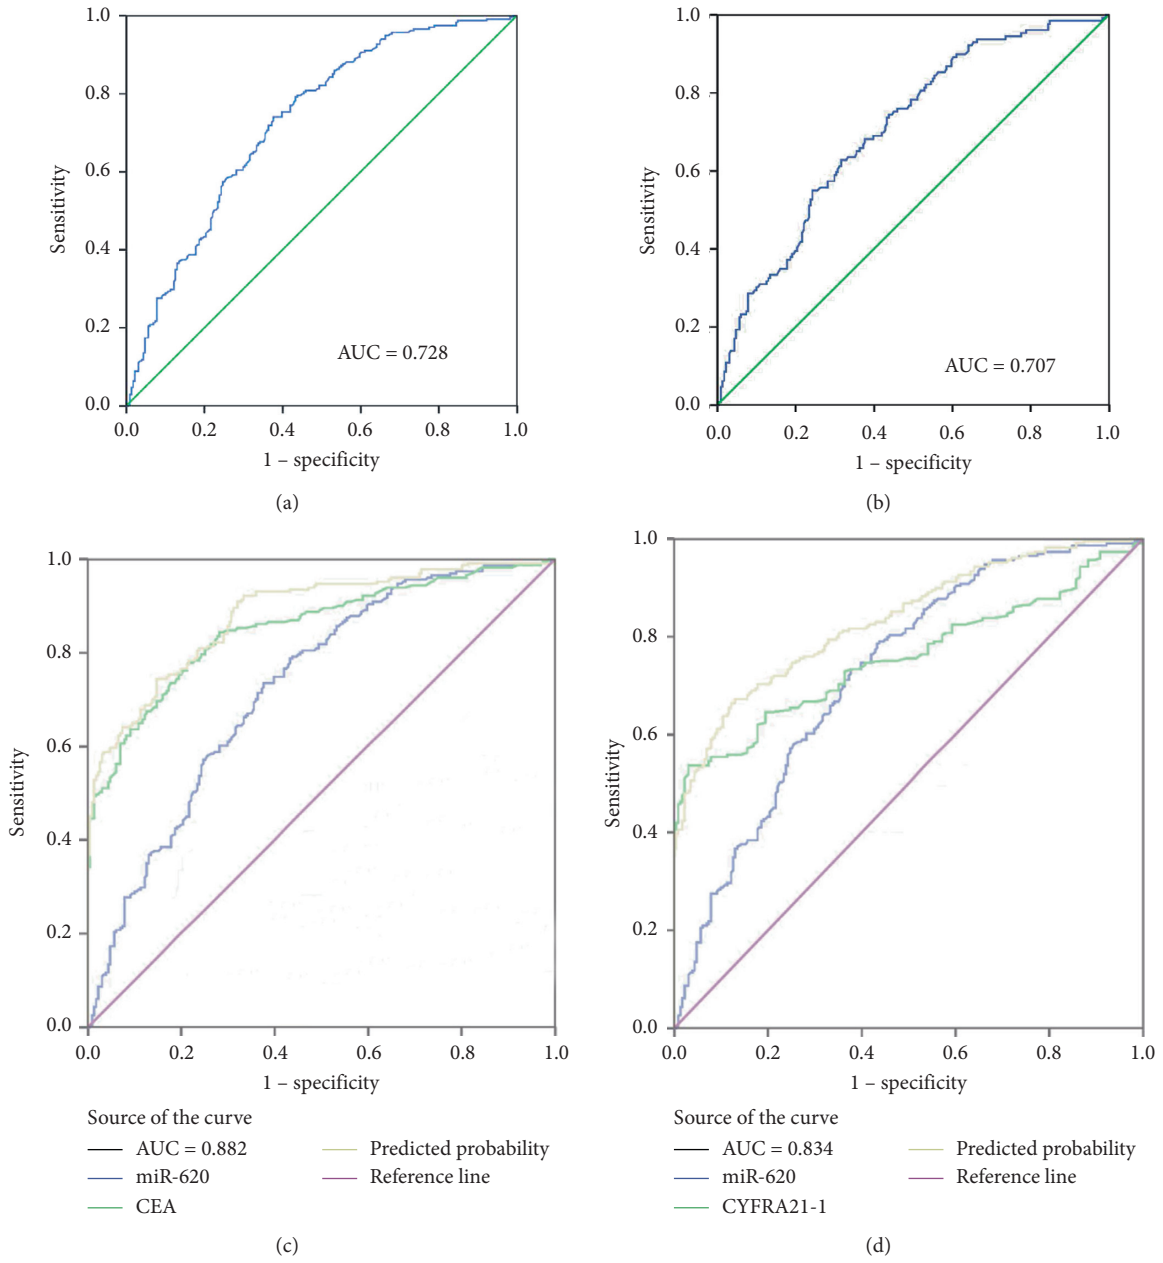 1.0
0.8
0.6
0.4
0.2
0.0
Sensitivity
AUC = 0.728
0.0 0.2 0.4 0.6 0.8 1.0
1 – specificity
(a)
1.0
0.8
0.6
0.4
0.2
0.0
Sensitivity
AUC = 0.707
0.0 0.2 0.4 0.6 0.8 1.0
1 – specificity
(b)
1.0
0.8
0.6
0.4
0.2
0.0
Sensitivity
0.0 0.2 0.4 0.6 0.8 1.0
1 – specificity
Source of the curve
AUC = 0.882 Predicted probability
miR-620 Reference line
CEA
(c)
1.0
0.8
0.6
0.4
0.2
0.0
Sensitivity
0.0 0.2 0.4 0.6 0.8 1.0
1 – specificity
Source of the curve
AUC = 0.834 Predicted probability
miR-620 Reference line
CYFRA21-1
(d)